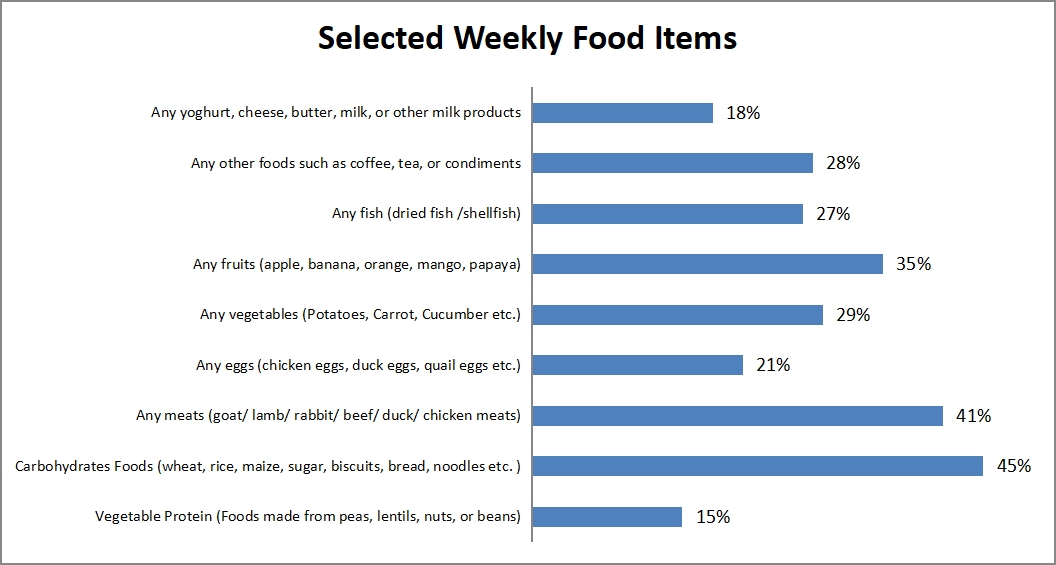 Selected Weekly Food Items
Any yoghurt, cheese, butter, milk, or other milk products 18%
Any other foods such as coffee, tea, or condiments 28%
Any fish (dried fish /shellfish) 27%
Any fruits (apple, banana, orange, mango, papaya) 35%
Any vegetables (Potatoes, Carrot, Cucumber etc.) 29%
Any eggs (chicken eggs, duck eggs, quail eggs etc.) 21%
Any meats (goat/ lamb/ rabbit/ beef/ duck/ chicken meats) 41%
Carbohydrates Foods (wheat, rice, maize, sugar, biscuits, bread, noodles etc. ) 45%
Vegetable Protein (Foods made from peas, lentils, nuts, or beans) 15%